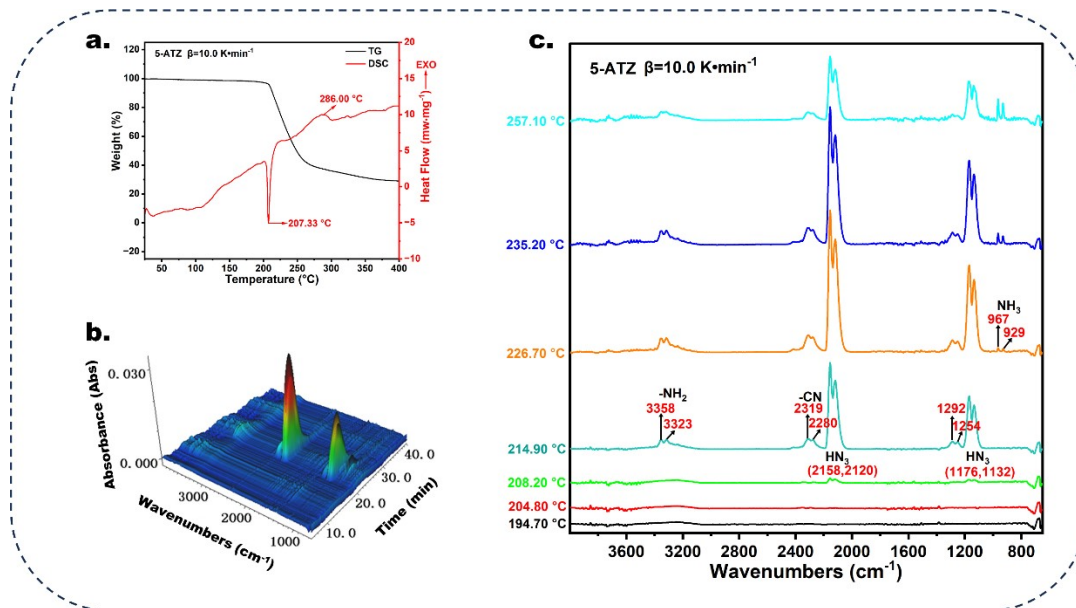 a.
5-ATZ β=10.0 K•min⁻¹
TG
DSC
EXO
286.00 °C
207.33 °C
Weight (%)
120
100
80
60
40
20
0
−20
50
100
150
200
250
300
350
400
Temperature (°C)
20
15
10
5
0
−5
−10
Heat Flow (mw·mg⁻¹)
b.
Absorbance (Abs)
0.030
0.000
3000
2000
1000
Wavenumbers (cm⁻¹)
10.0
20.0
30.0
40.0
Time (min)
c.
5-ATZ β=10.0 K•min⁻¹
257.10 °C
235.20 °C
226.70 °C
NH₃
967
929
214.90 °C
-NH₂
3358
3323
-CN
2319
2280
HN₃
(2158,2120)
1292
1254
HN₃
(1176,1132)
208.20 °C
204.80 °C
194.70 °C
3600
3200
2800
2400
2000
1600
1200
800
Wavenumbers (cm⁻¹)